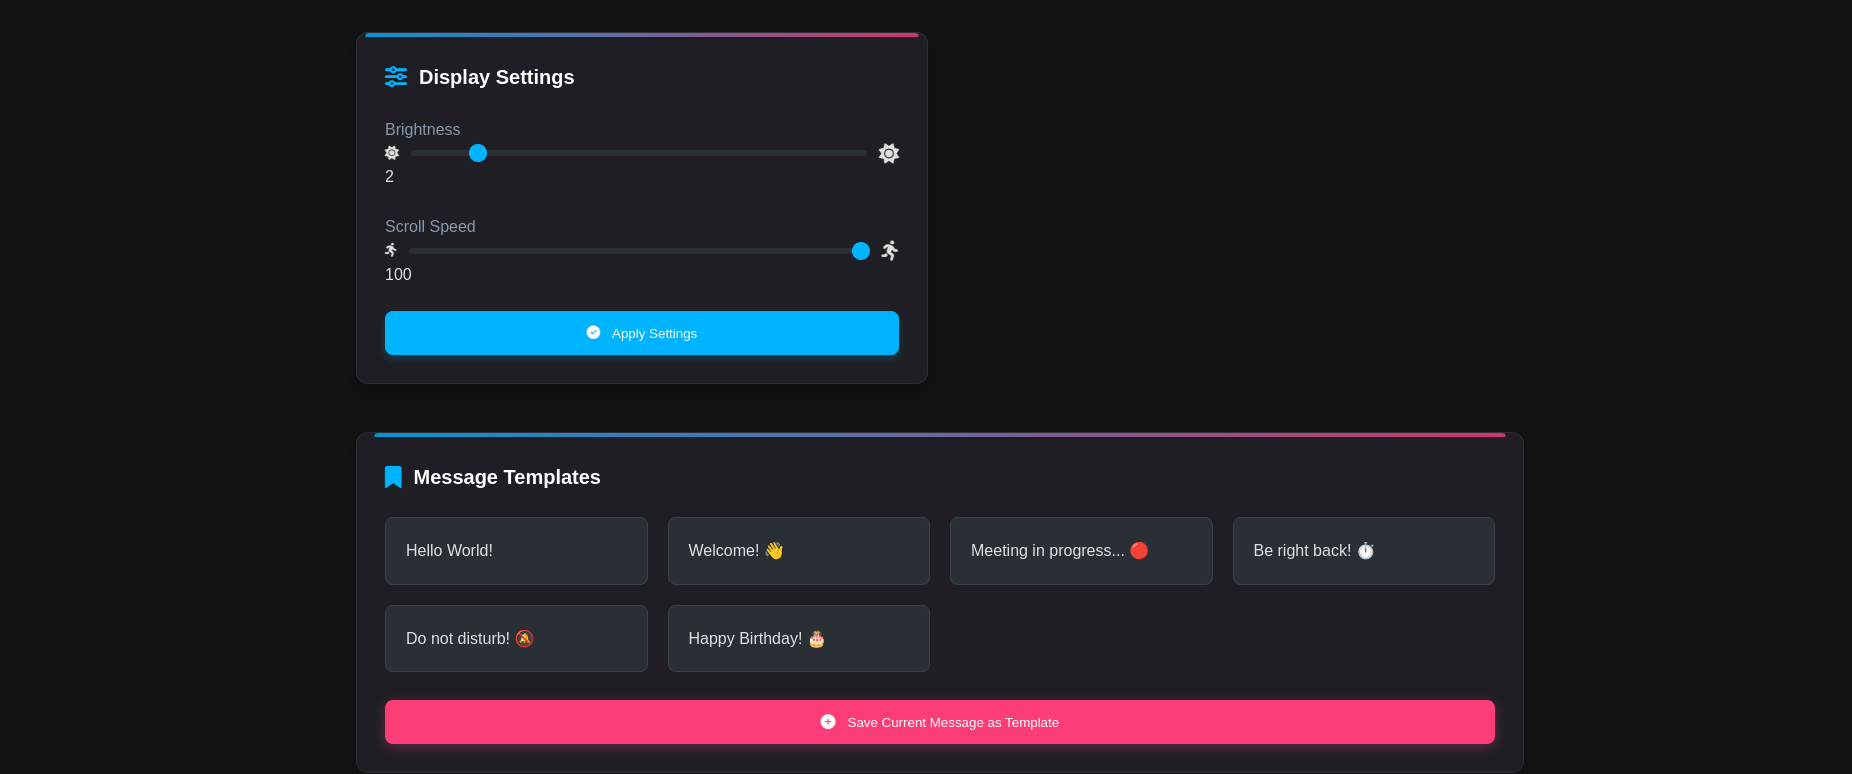 Display Settings
Brightness
2
Scroll Speed
100
Apply Settings
Message Templates
Hello World!
Welcome! 👋
Meeting in progress... 🔴
Be right back! ⏱️
Do not disturb! 🔕
Happy Birthday! 🎂
Save Current Message as Template